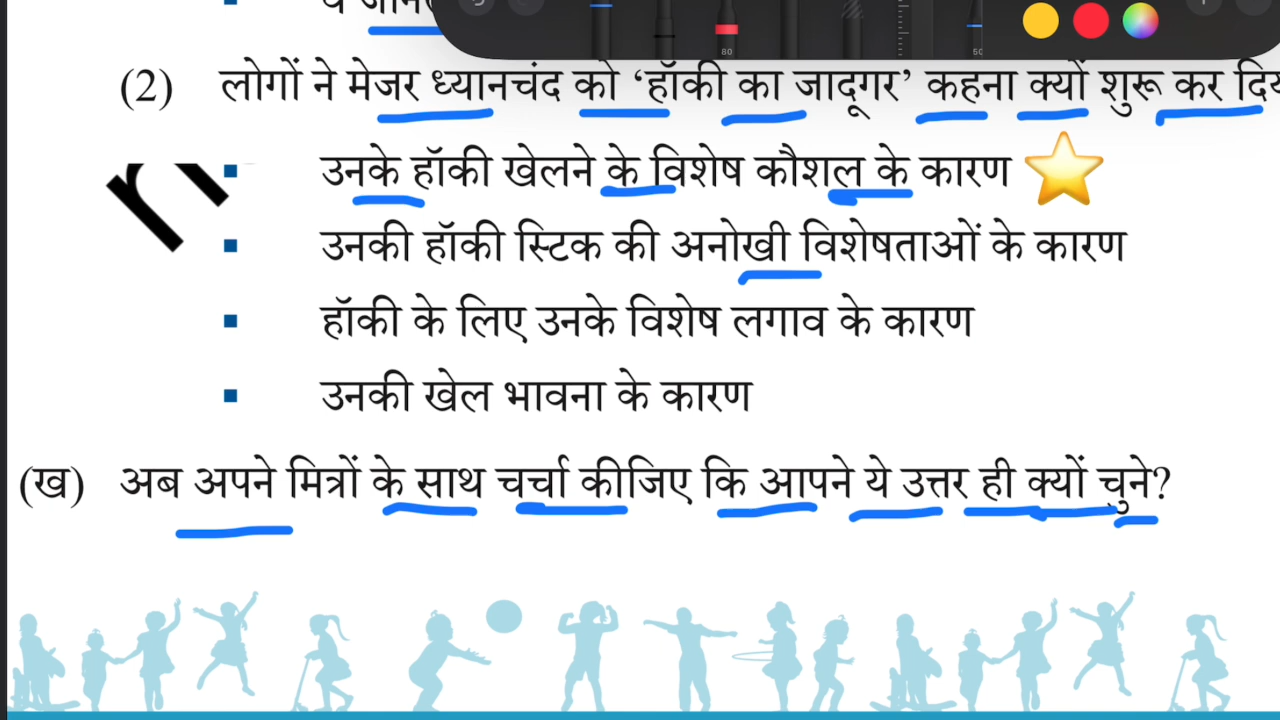 (2) लोगों ने मेजर ध्यानचंद को ‘हॉकी का जादूगर’ कहना क्यों शुरू कर
उनके हॉकी खेलने के विशेष कौशल के कारण
उनकी हॉकी स्टिक की अनोखी विशेषताओं के कारण
हॉकी के लिए उनके विशेष लगाव के कारण
उनकी खेल भावना के कारण
(ख) अब अपने मित्रों के साथ चर्चा कीजिए कि आपने ये उत्तर ही क्यों चुने?
80